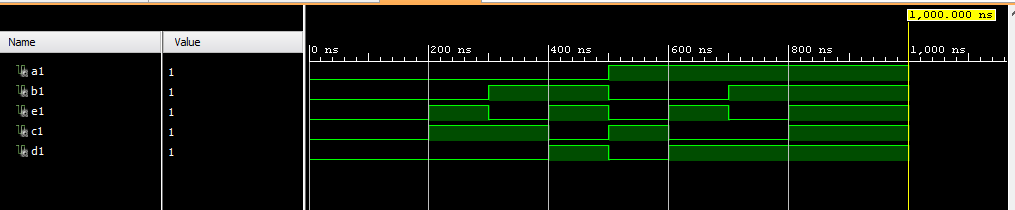 1,000.000 ns
Name Value 0 ns 200 ns 400 ns 600 ns 800 ns 1,000 ns
a1 1
b1 1
e1 1
c1 1
d1 1